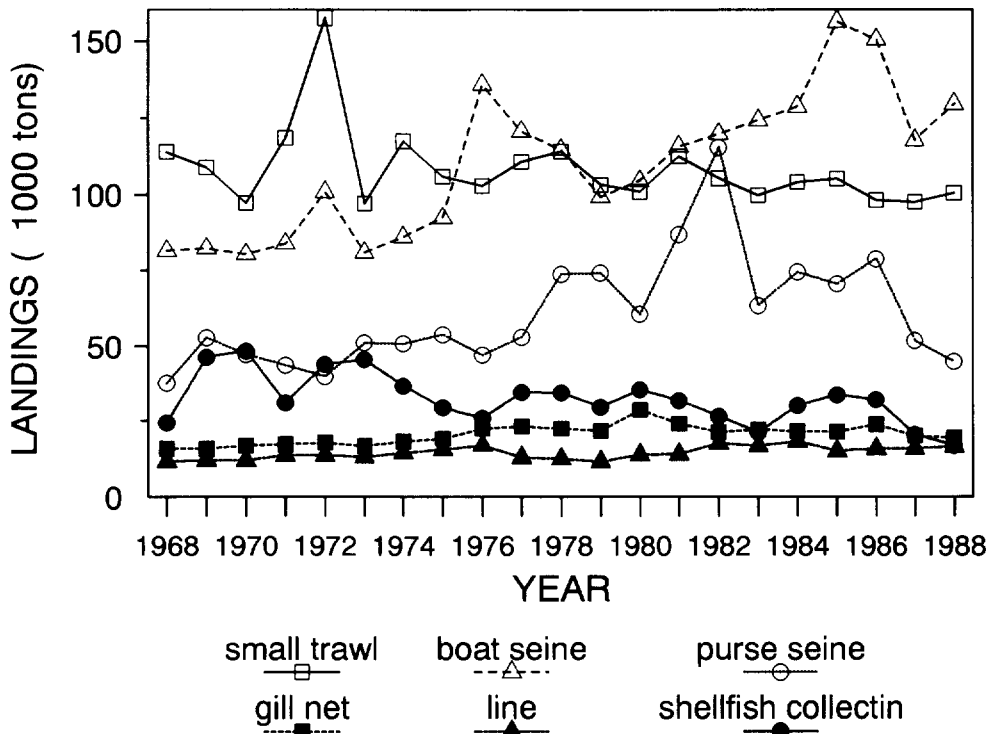 LANDINGS ( 1000 tons)
150
100
50
0
1968 1970 1972 1974 1976 1978 1980 1982 1984 1986 1988
YEAR
small trawl boat seine purse seine
gill net line shellfish collectin